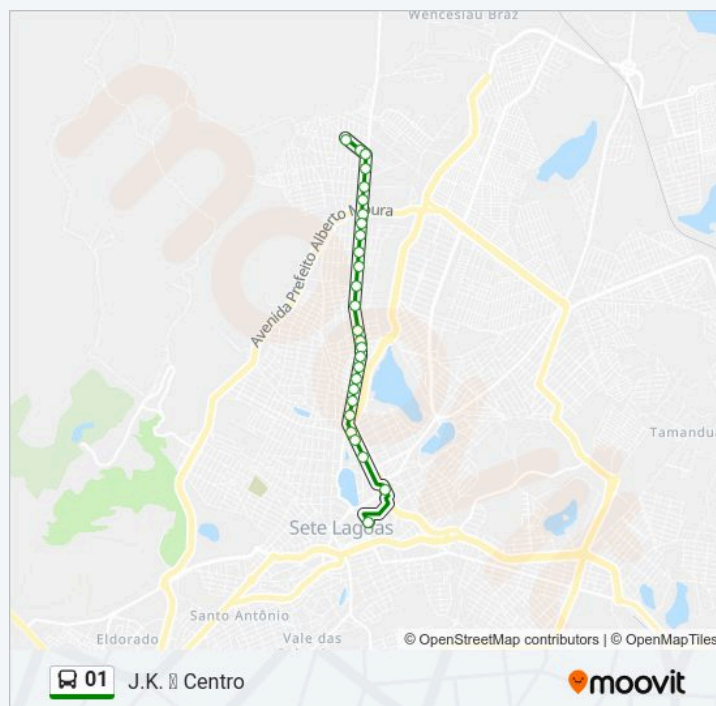 Wenceslau Braz
Avenida Prefeito Alberto Moura
Tamandua
Sete Lagoas
Santo Antônio
Eldorado
Vale das
© OpenStreetMap contributors | © OpenMapTiles
01 J.K. Centro
moovit